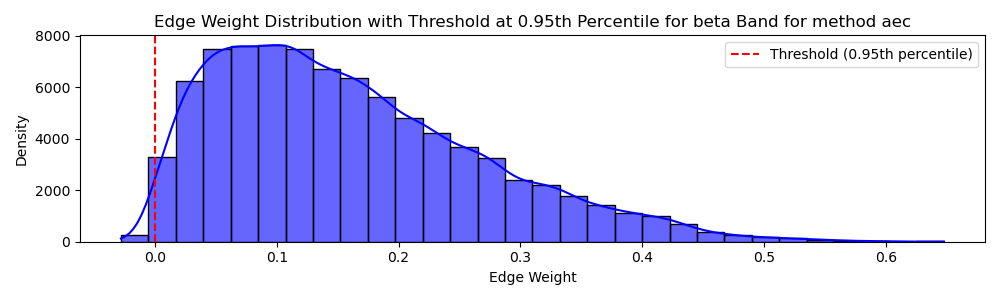 Edge Weight Distribution with Threshold at 0.95th Percentile for beta Band for method aec
Threshold (0.95th percentile)
Density
8000
6000
4000
2000
0
0.0 0.1 0.2 0.3 0.4 0.5 0.6
Edge Weight